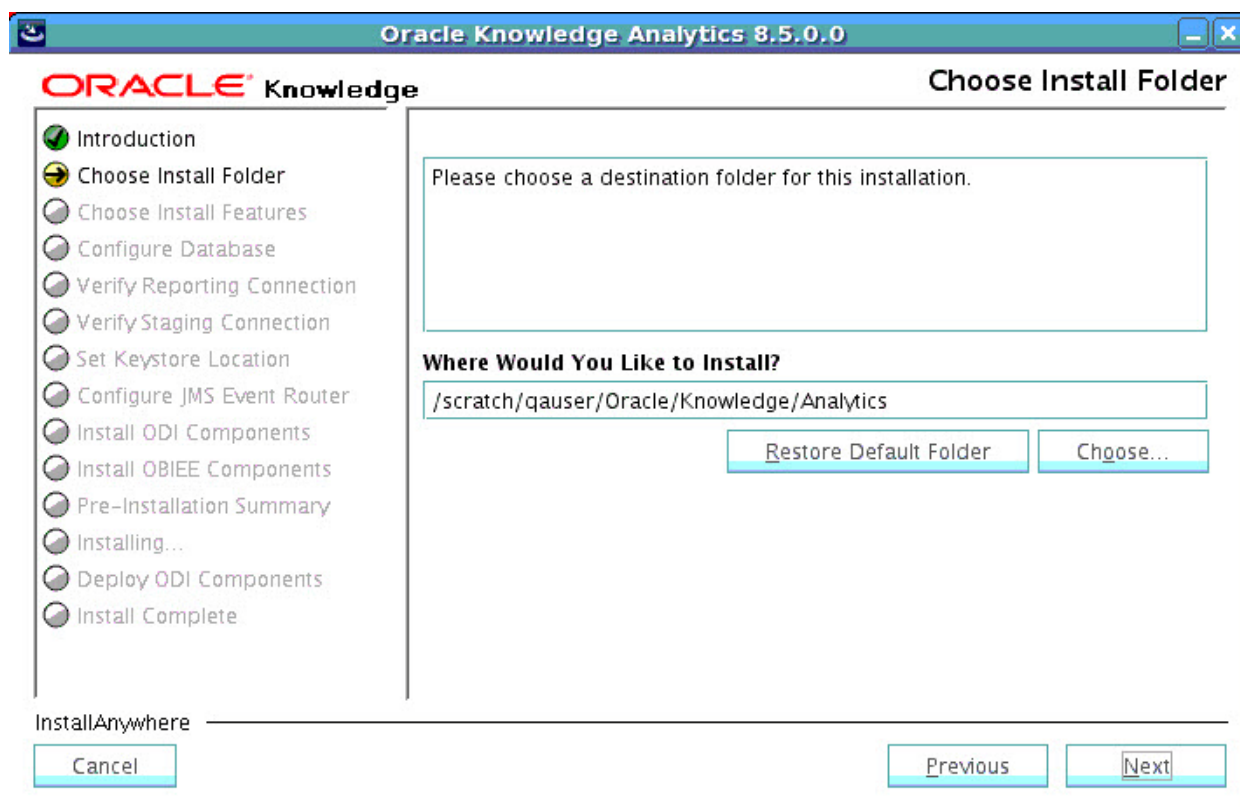 Oracle Knowledge Analytics 8.5.0.0
ORACLE Knowledge
Choose Install Folder
Introduction
Choose Install Folder
Choose Install Features
Configure Database
Verify Reporting Connection
Verify Staging Connection
Set Keystore Location
Configure JMS Event Router
Install ODI Components
Install OBIEE Components
Pre-Installation Summary
Installing...
Deploy ODI Components
Install Complete
Please choose a destination folder for this installation.
Where Would You Like to Install?
/scratch/qauser/Oracle/Knowledge/Analytics
Restore Default Folder
Choose...
InstallAnywhere
Cancel
Previous
Next